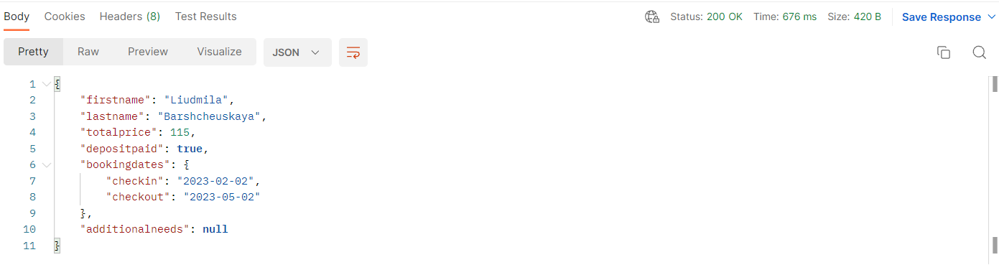 Body Cookies Headers (8) Test Results Status: 200 OK Time: 676 ms Size: 420 B Save Response
Pretty Raw Preview Visualize JSON
1 {
2 "firstname": "Liudmila",
3 "lastname": "Barshcheuskaya",
4 "totalprice": 115,
5 "depositpaid": true,
6 "bookingdates": {
7 "checkin": "2023-02-02",
8 "checkout": "2023-05-02"
9 },
10 "additionalneeds": null
11 }